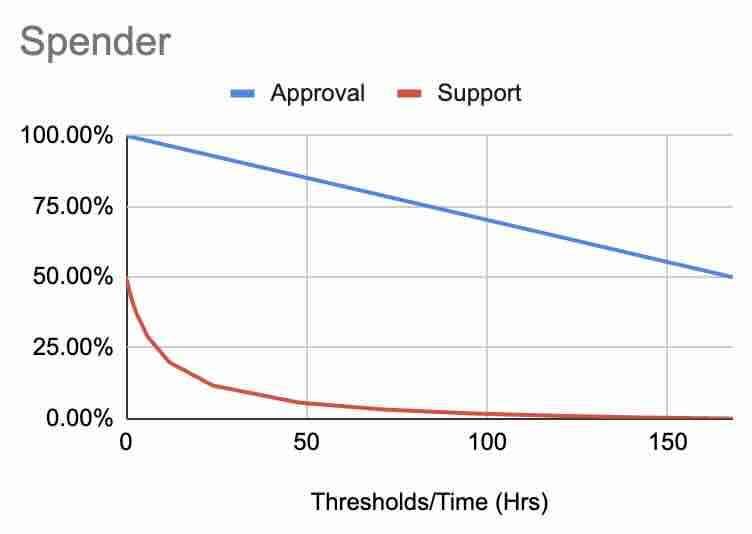 Spender
Approval Support
100.00%
75.00%
50.00%
25.00%
0.00%
0 50 100 150
Thresholds/Time (Hrs)